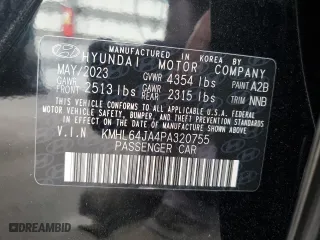 MANUFACTURED IN KOREA BY
HYUNDAI MOTOR COMPANY
MAY/2023 GVWR 4354 lbs PAINT A2B
GAWR FRONT 2513 lbs GAWR REAR 2315 lbs TRIM NNB
THIS VEHICLE CONFORMS TO ALL APPLICABLE U.S.A. FEDERAL
MOTOR VEHICLE SAFETY, BUMPER, AND THEFT PREVENTION
STANDARDS IN EFFECT ON THE DATE OF MANUFACTURE SHOWN ABOVE.
V.I.N KMHL64JA4PA320755
PASSENGER CAR
© DREAMBID
dreambid.com